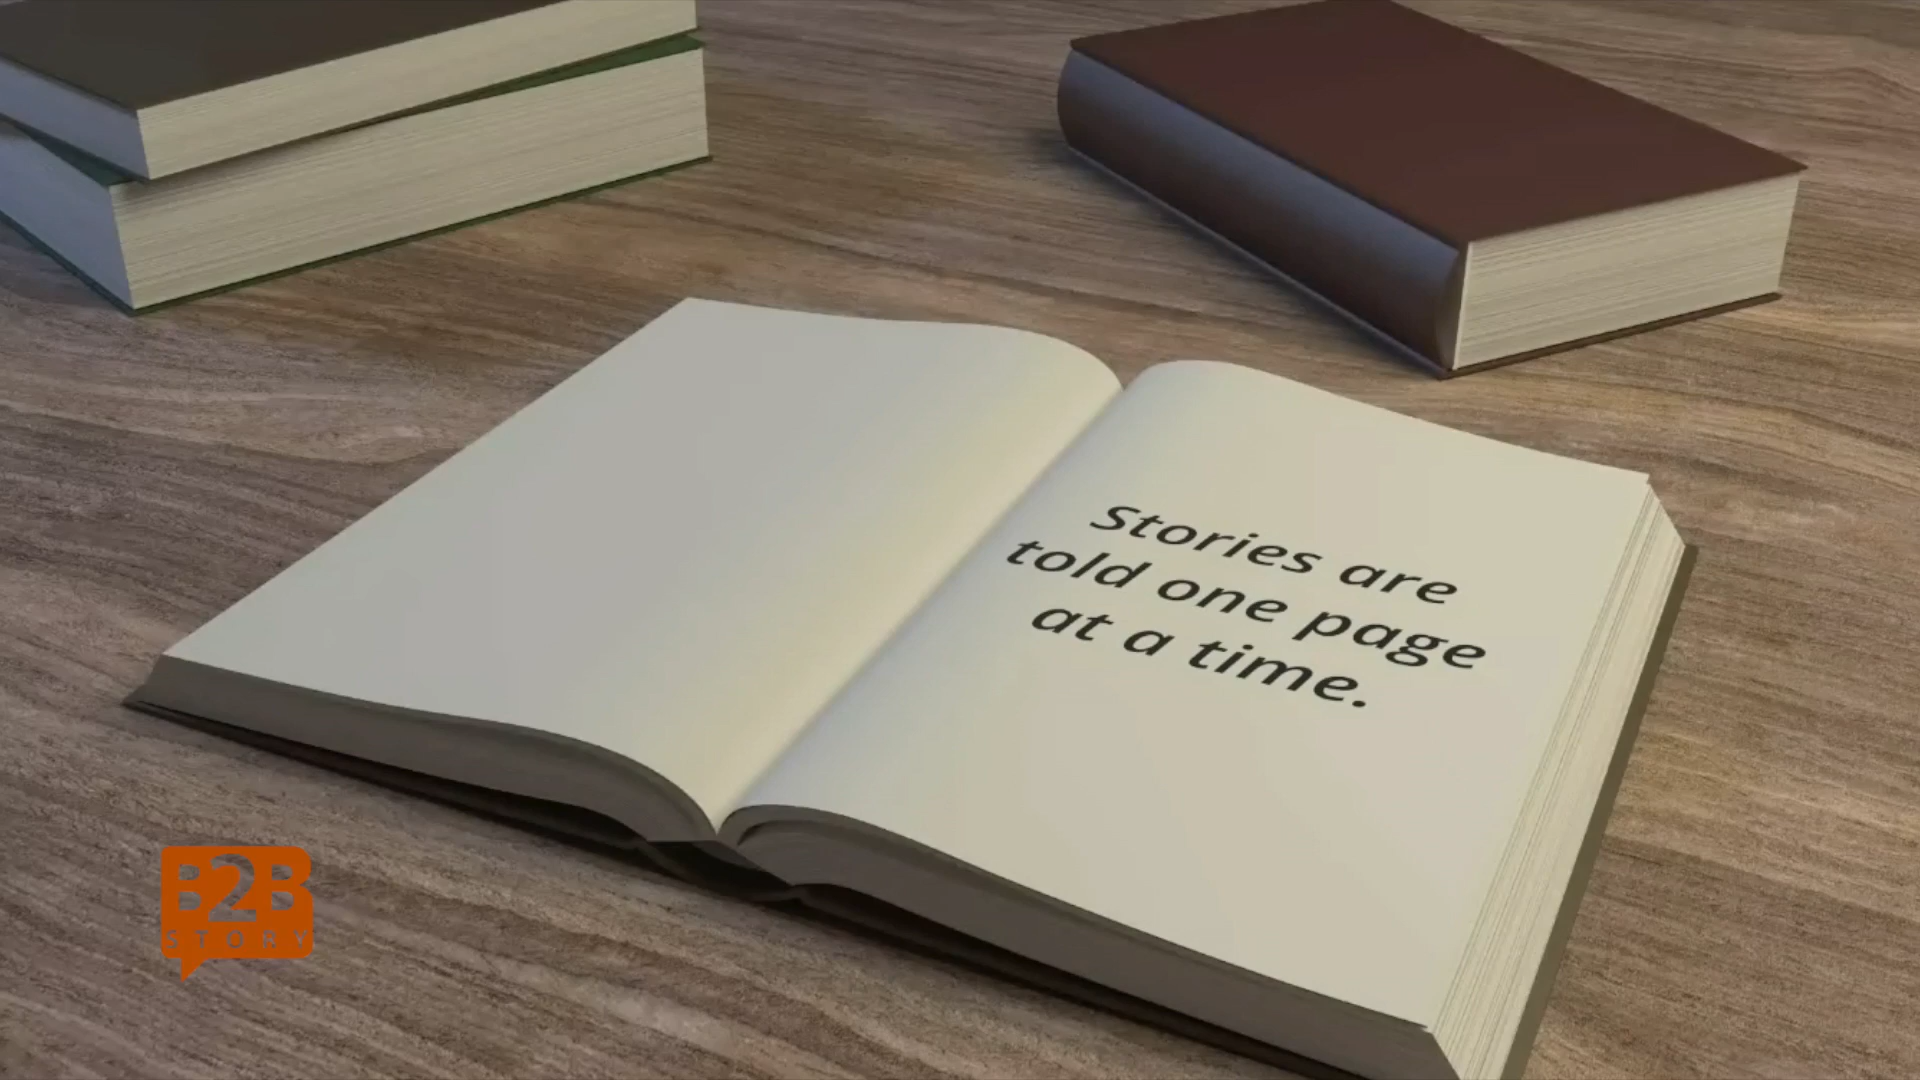 Stories are
told one page
at a time.
B2B
STORY